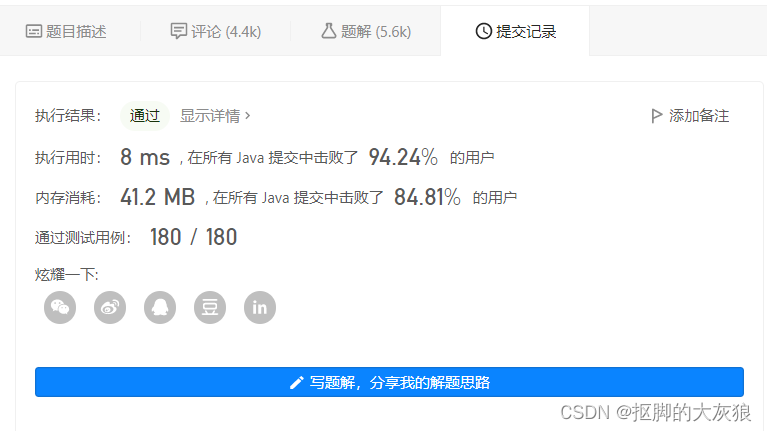 题目描述 评论 (4.4k) 题解 (5.6k) 提交记录
执行结果： 通过 显示详情 › 添加备注
执行用时： 8 ms , 在所有 Java 提交中击败了 94.24% 的用户
内存消耗： 41.2 MB , 在所有 Java 提交中击败了 84.81% 的用户
通过测试用例： 180 / 180
炫耀一下:
豆 in
写题解，分享我的解题思路
CSDN @抠脚的大灰狼